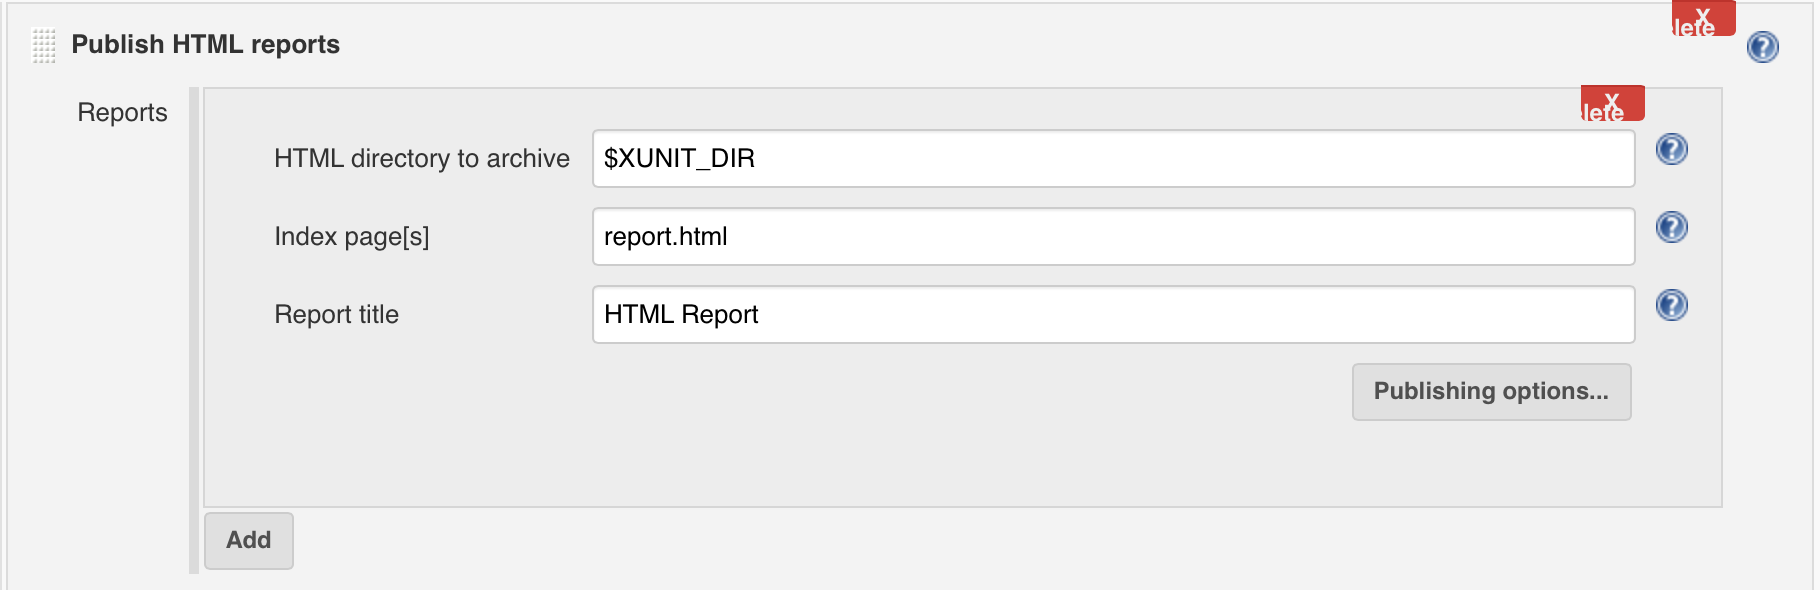 X
lete
Publish HTML reports
Reports
X
lete
HTML directory to archive
$XUNIT_DIR
Index page[s]
report.html
Report title
HTML Report
Publishing options...
Add